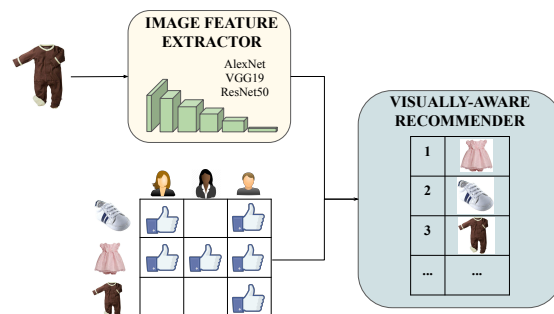 IMAGE FEATURE
EXTRACTOR
AlexNet
VGG19
ResNet50
VISUALLY-AWARE
RECOMMENDER
1
2
3
...
...